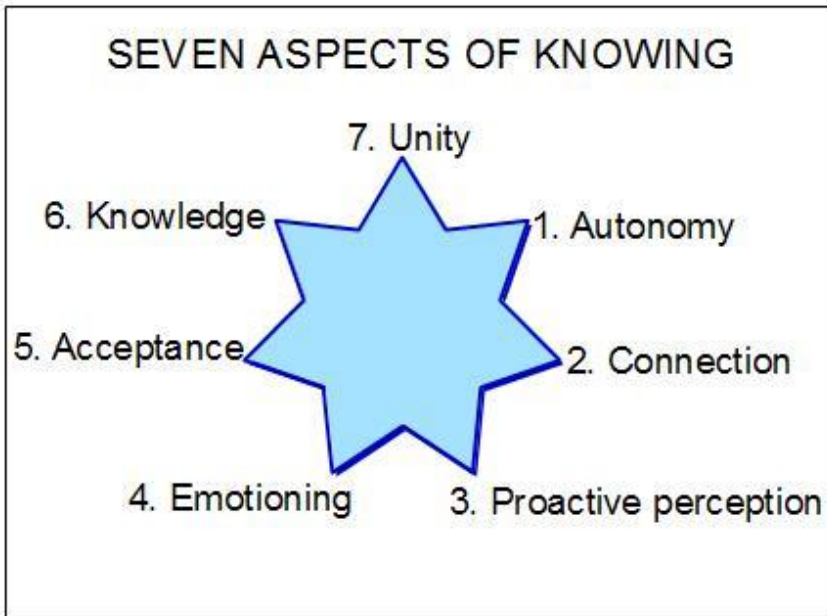 SEVEN ASPECTS OF KNOWING
7. Unity
6. Knowledge
1. Autonomy
5. Acceptance
2. Connection
4. Emotioning
3. Proactive perception